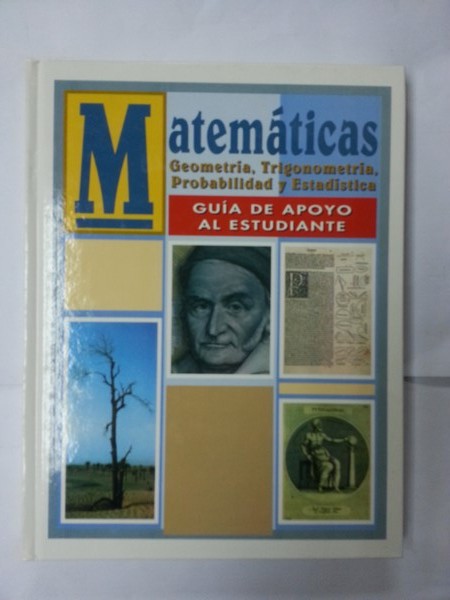 Matemáticas
Geometría, Trigonometría,
Probabilidad y Estadística
GUÍA DE APOYO
AL ESTUDIANTE